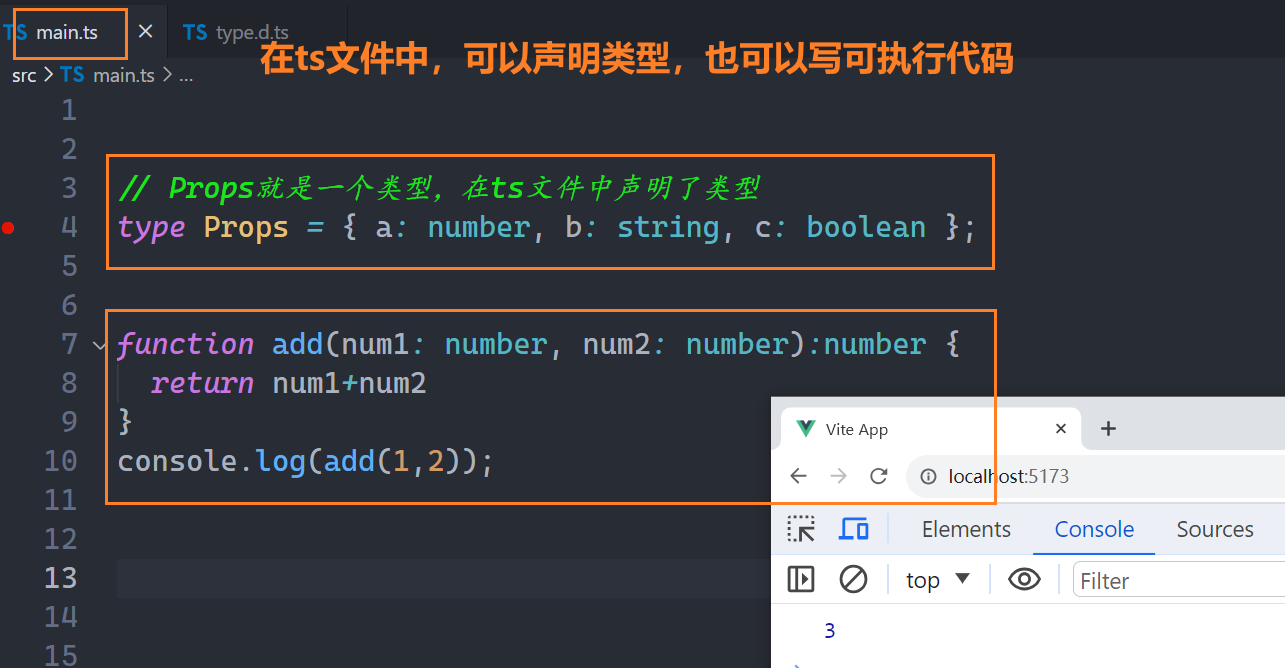 TS main.ts × TS type.d.ts
在ts文件中，可以声明类型，也可以写可执行代码
src > TS main.ts > ...
1
2
3 // Props就是一个类型，在ts文件中声明了类型
4 type Props = { a: number, b: string, c: boolean };
5
6
7 function add(num1: number, num2: number):number {
8 return num1+num2
9 }
10 console.log(add(1,2));
11
12
13
14
15
Vite App
localhost:5173
Elements Console Sources
top Filter
3